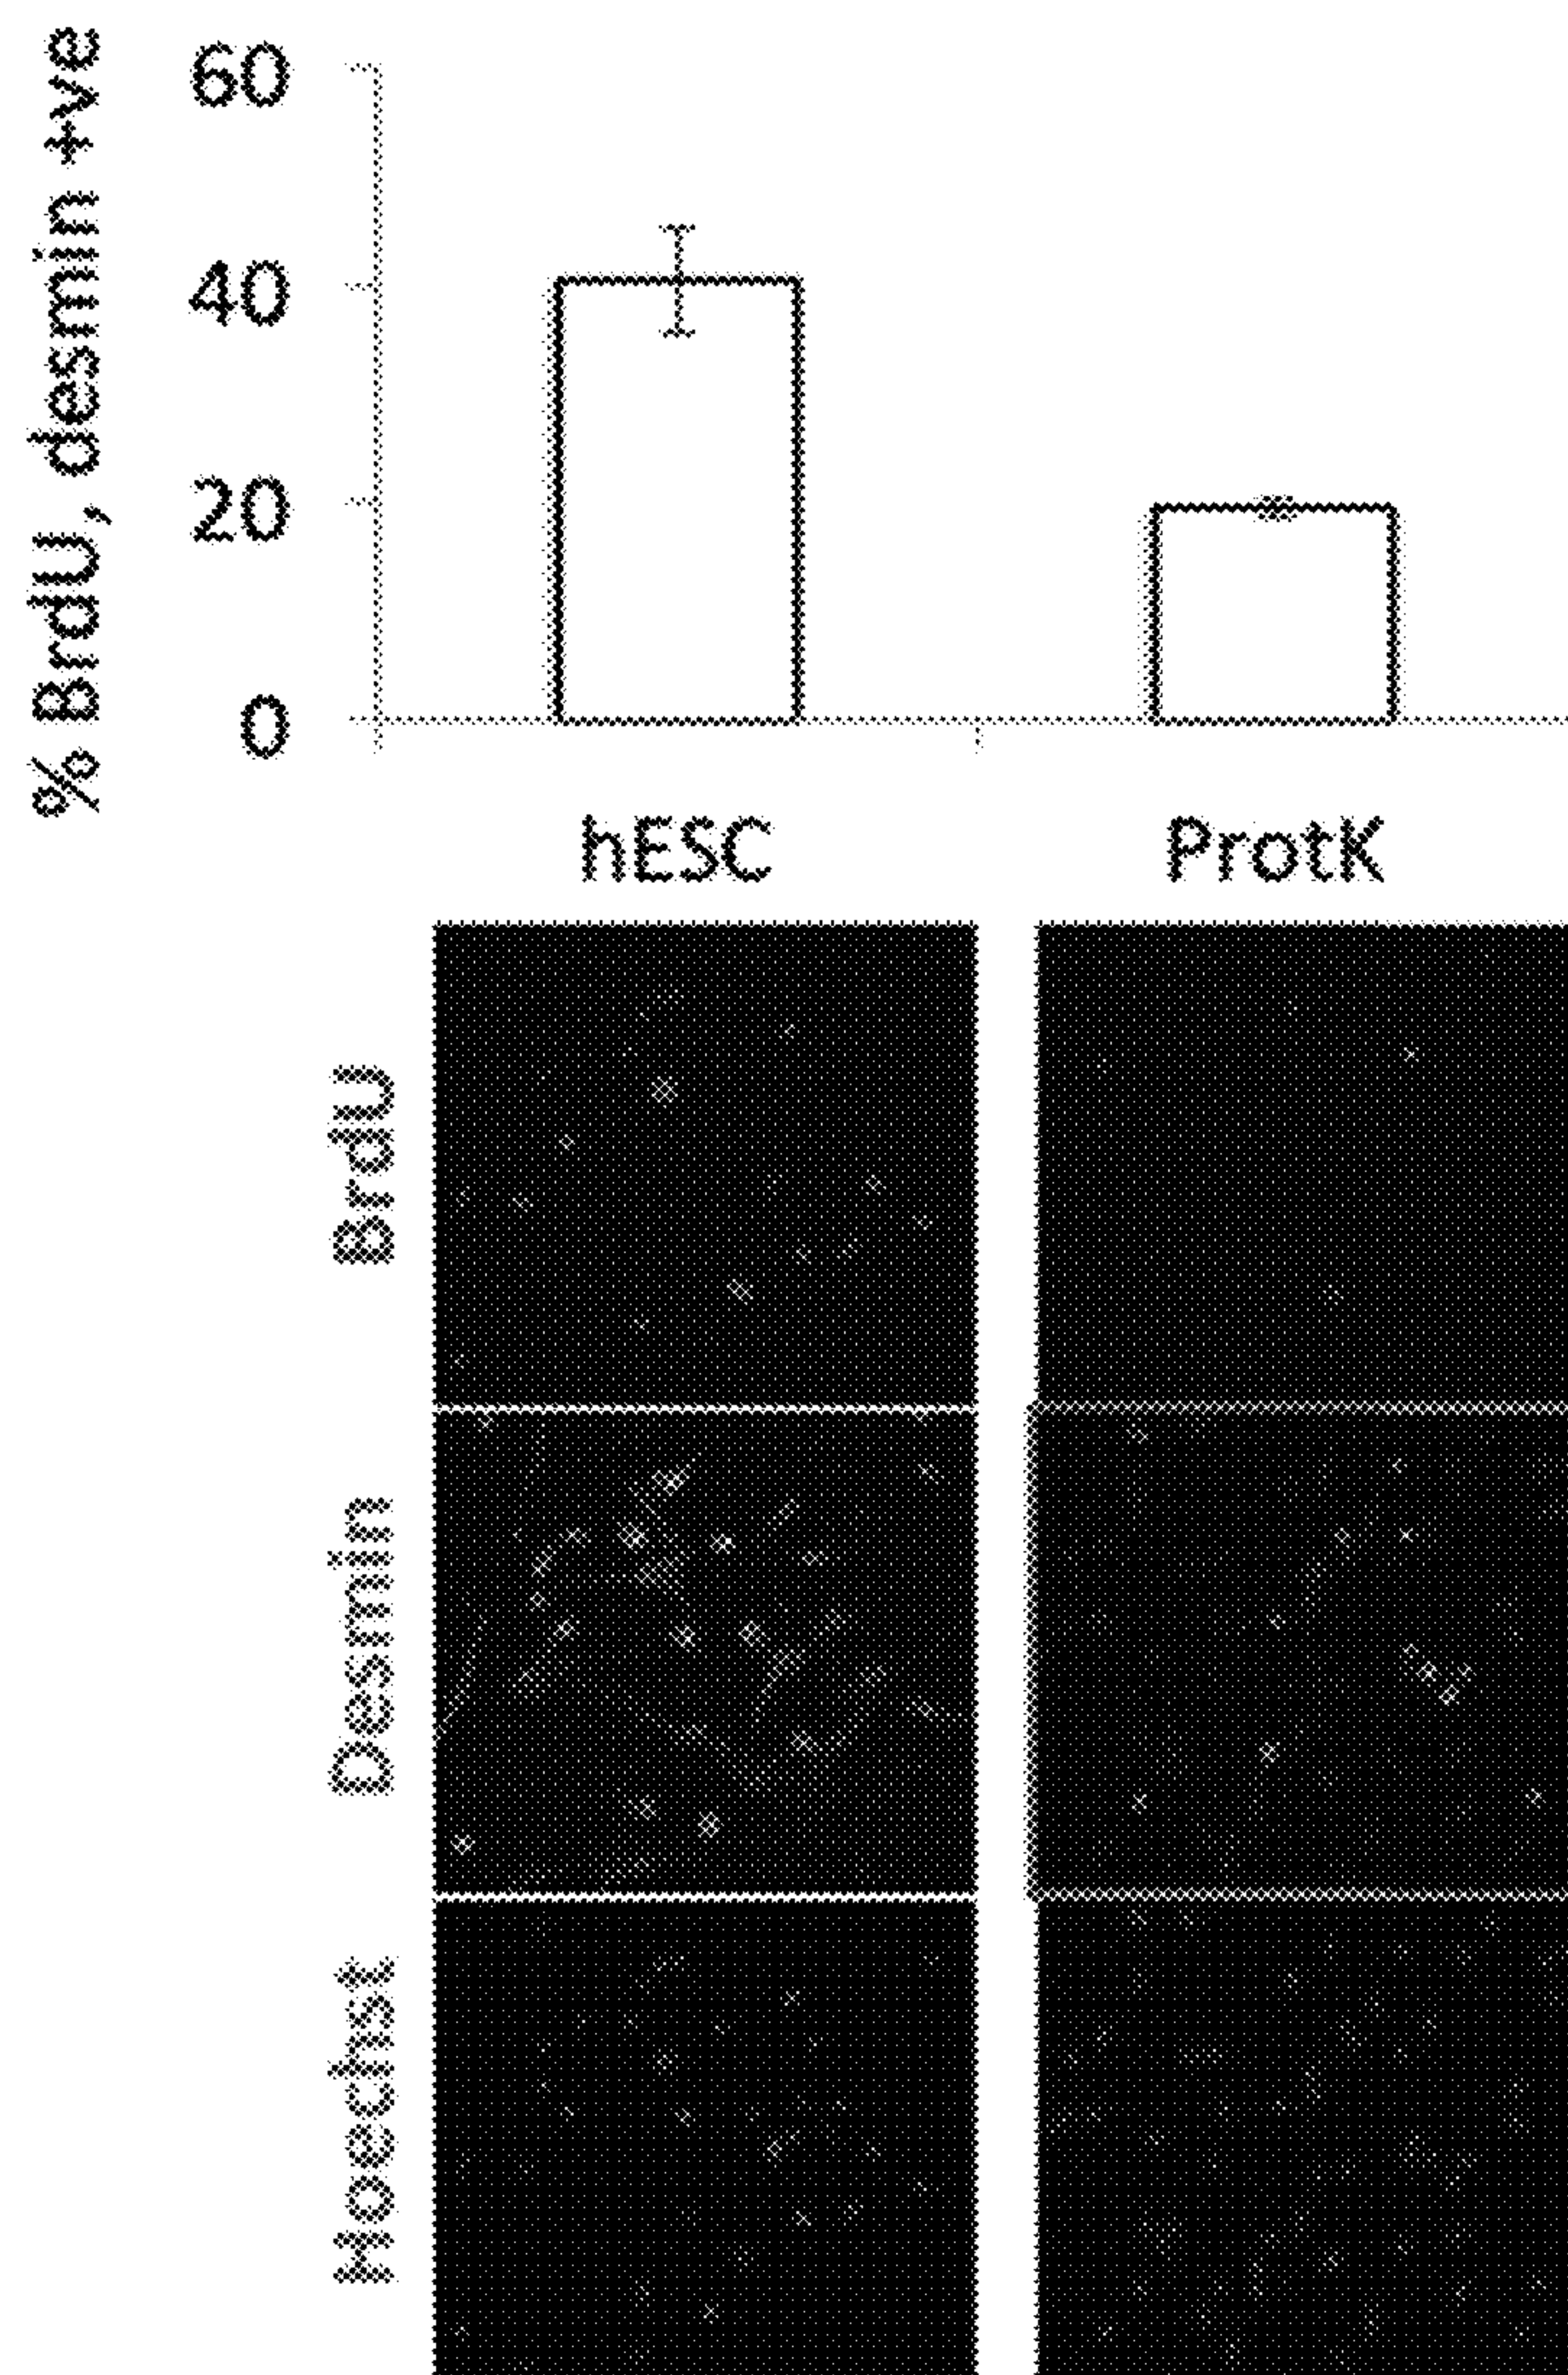 % BrdU, desmin +ve
60
40
20
0
hESC
ProtK
BrdU
Desmin
Hoechst